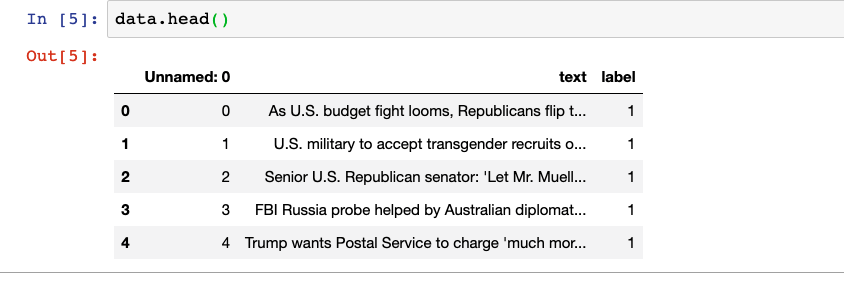 In [5]: data.head()
Out[5]:
Unnamed: 0 text label
0 0 As U.S. budget fight looms, Republicans flip t... 1
1 1 U.S. military to accept transgender recruits o... 1
2 2 Senior U.S. Republican senator: 'Let Mr. Muell... 1
3 3 FBI Russia probe helped by Australian diplomat... 1
4 4 Trump wants Postal Service to charge 'much mor... 1